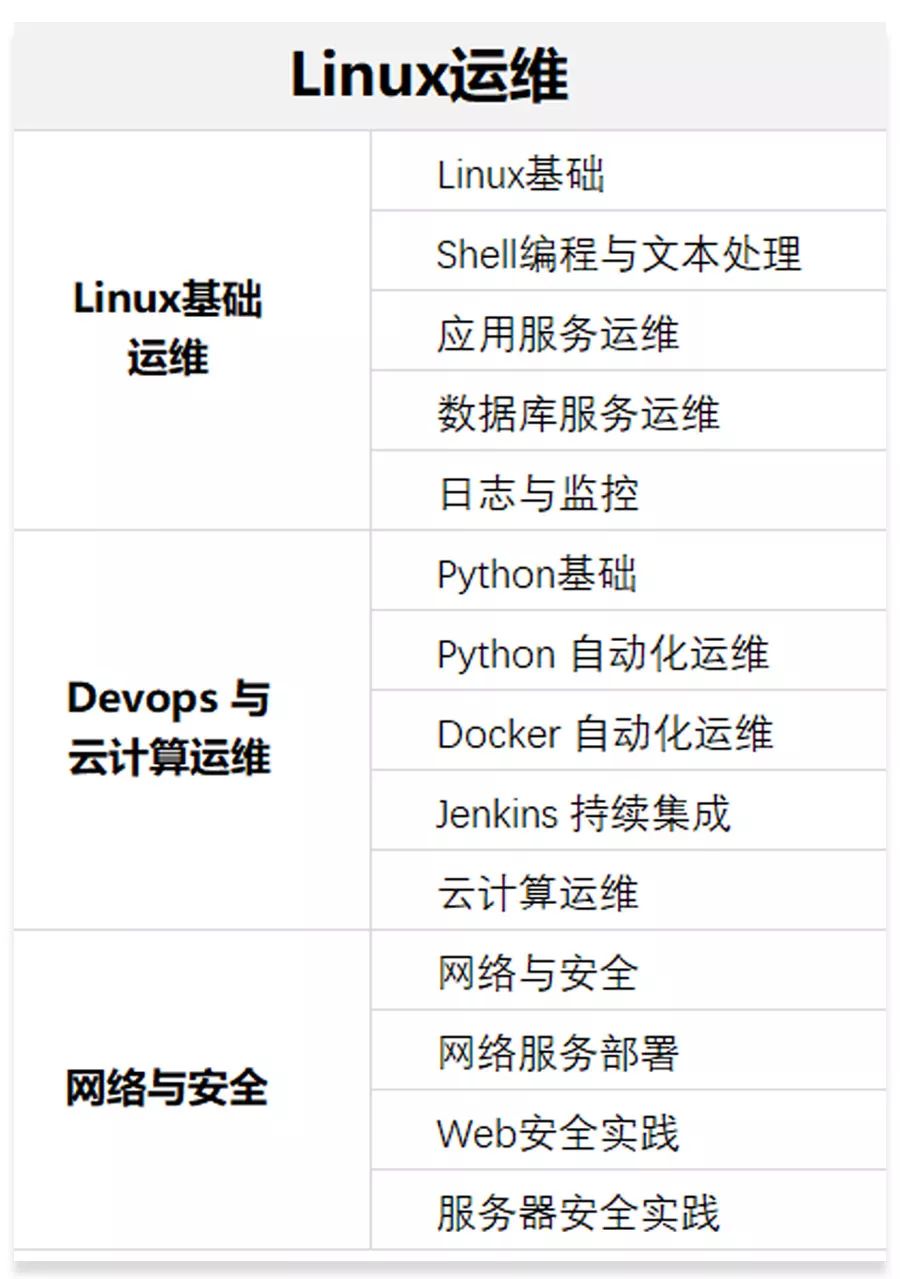 Linux运维
Linux基础
运维
Linux基础
Shell编程与文本处理
应用服务运维
数据库服务运维
日志与监控
Devops 与
云计算运维
Python基础
Python 自动化运维
Docker 自动化运维
Jenkins 持续集成
云计算运维
网络与安全
网络与安全
网络服务部署
Web安全实践
服务器安全实践